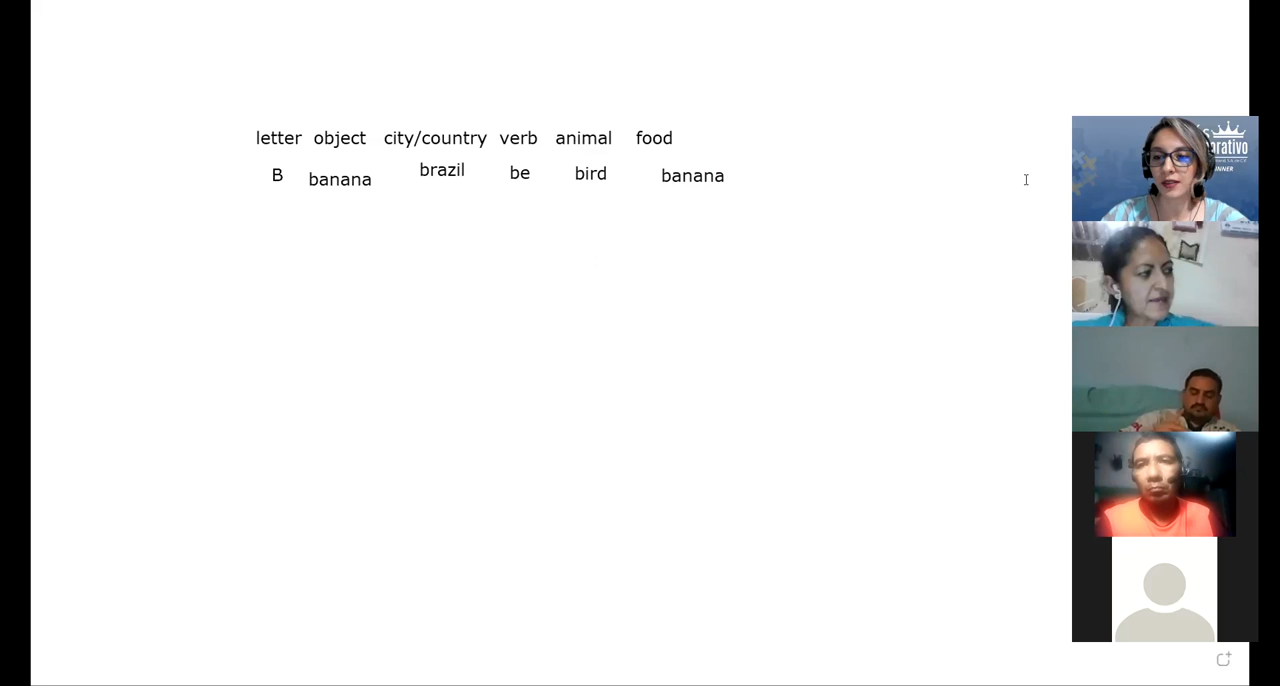 letter object city/country verb animal food
B banana brazil be bird banana